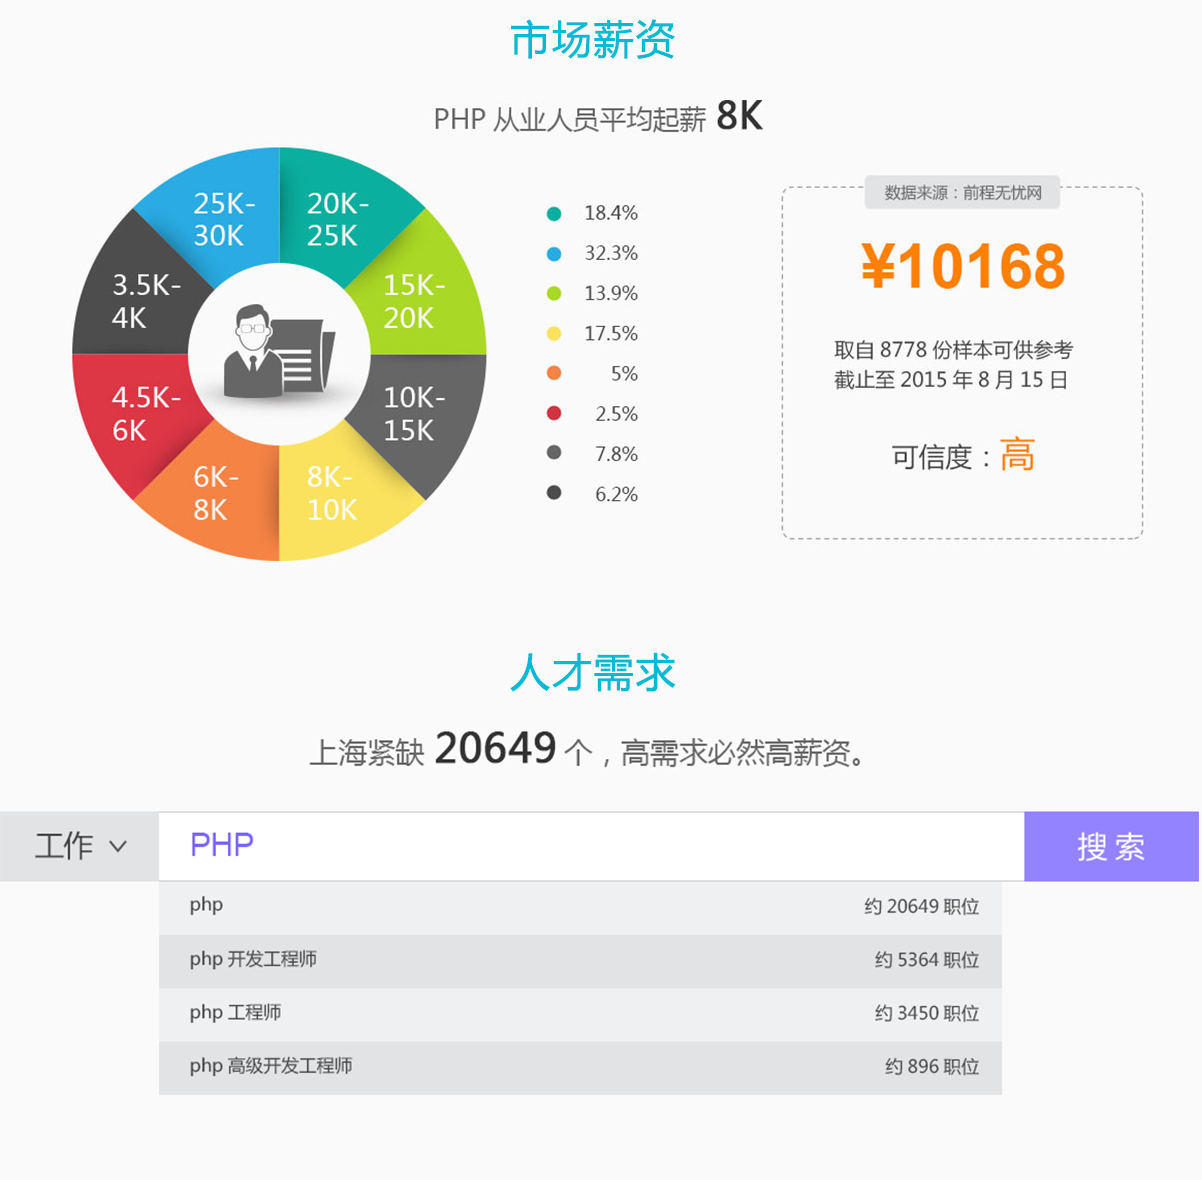 市场薪资
PHP 从业人员平均起薪 8K
25K-
30K
20K-
25K
3.5K-
4K
15K-
20K
4.5K-
6K
10K-
15K
6K-
8K
8K-
10K
18.4%
32.3%
13.9%
17.5%
5%
2.5%
7.8%
6.2%
数据来源：前程无忧网
¥10168
取自 8778 份样本可供参考
截止至 2015 年 8 月 15 日
可信度：高
人才需求
上海紧缺 20649 个，高需求必然高薪资。
工作 PHP 搜 索
php 约 20649 职位
php 开发工程师 约 5364 职位
php 工程师 约 3450 职位
php 高级开发工程师 约 896 职位